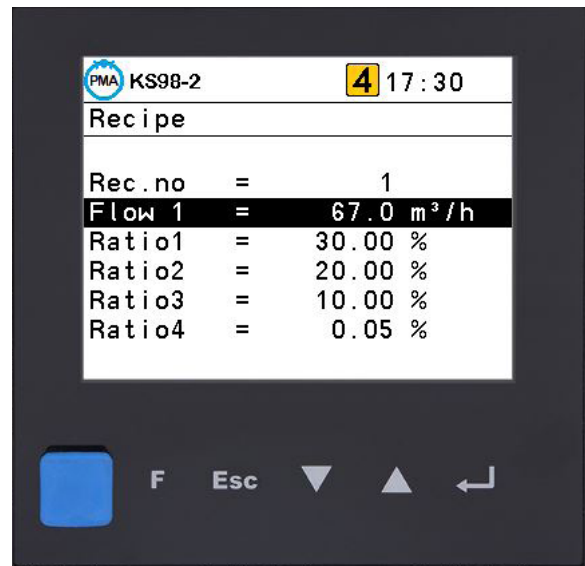 PMA KS98-2 4 17:30
Recipe
Rec.no = 1
Flow 1 = 67.0 m³/h
Ratio1 = 30.00 %
Ratio2 = 20.00 %
Ratio3 = 10.00 %
Ratio4 = 0.05 %
F Esc